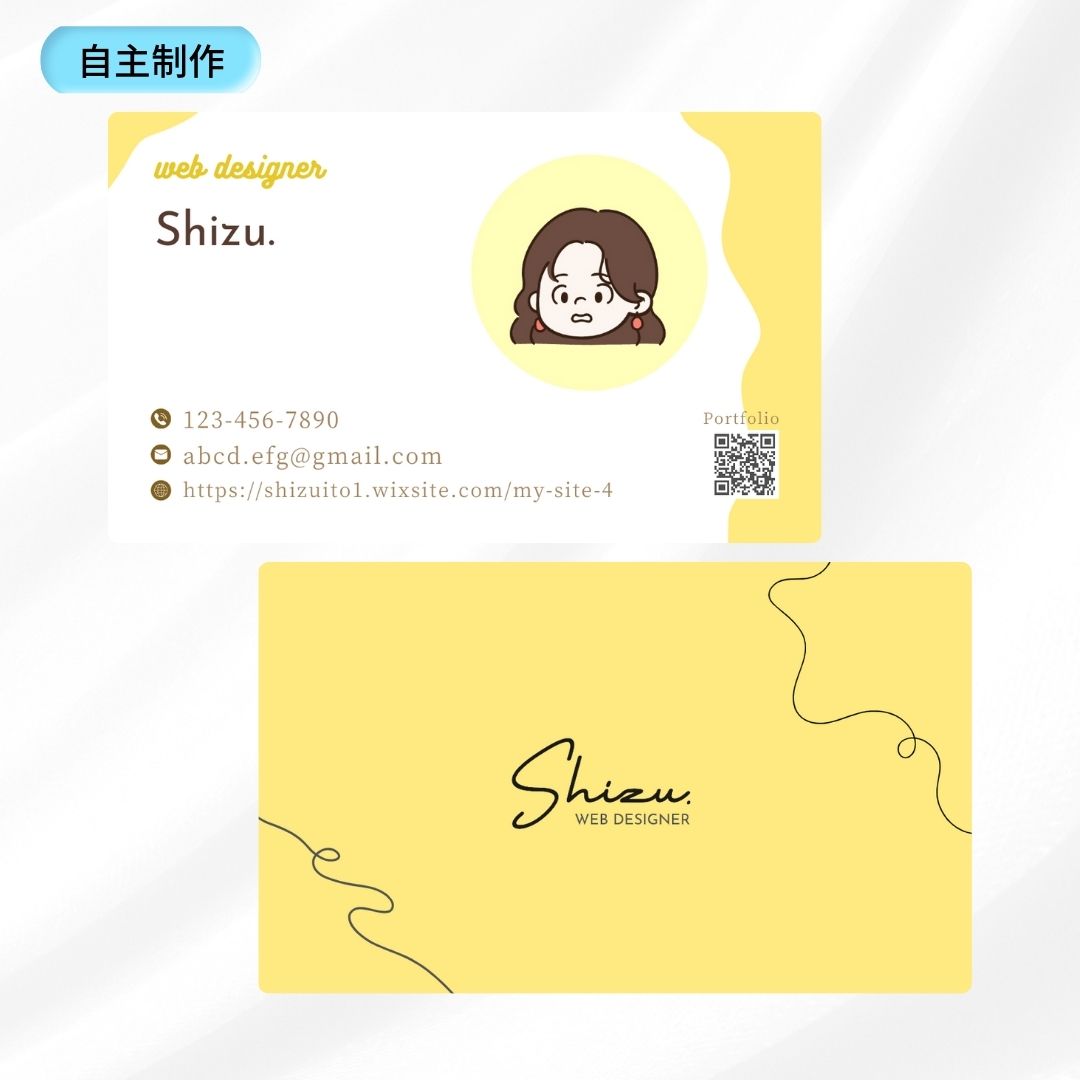 自主制作
web designer
Shizu.
123-456-7890
abcd.efg@gmail.com
https://shizuito1.wixsite.com/my-site-4
Portfolio
Shizu.
WEB DESIGNER